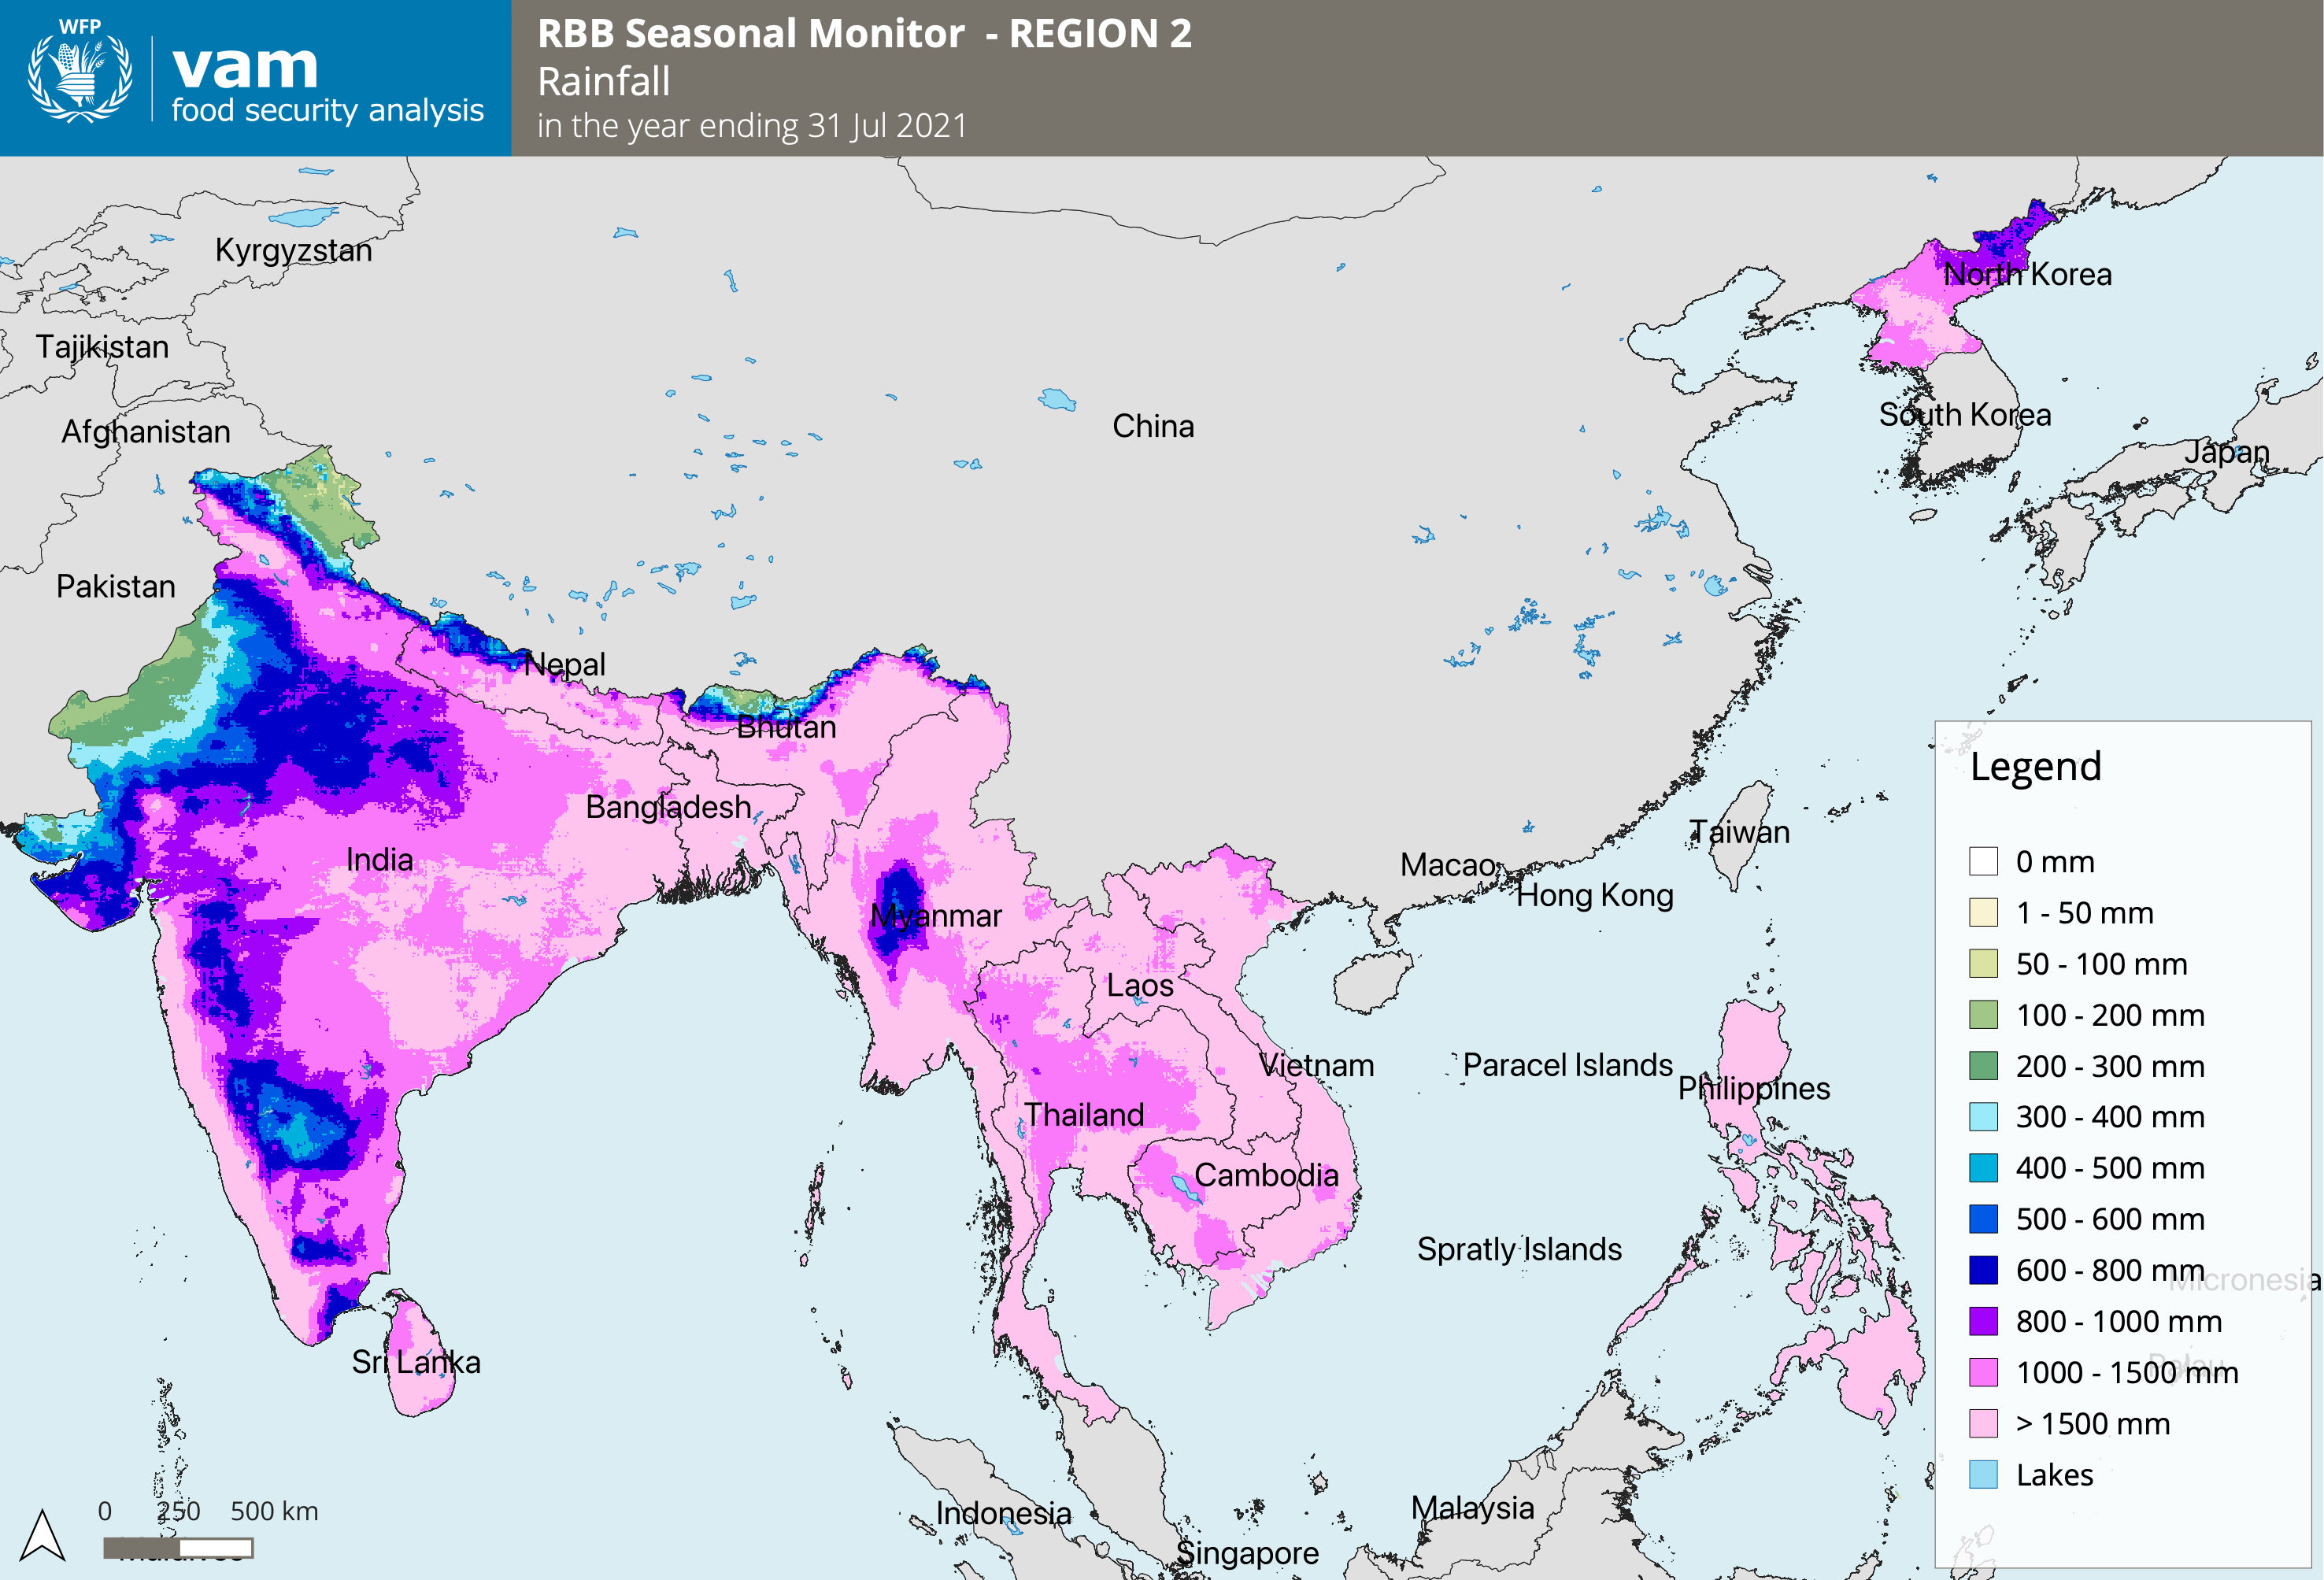 WFP
vam
food security analysis
RBB Seasonal Monitor - REGION 2
Rainfall
in the year ending 31 Jul 2021
Kyrgyzstan
North Korea
Tajikistan
Afghanistan
China
South Korea
Japan
Pakistan
Nepal
Bhutan
Bangladesh
India
Taiwan
Macao
Hong Kong
Myanmar
Laos
Vietnam
Paracel Islands
Philippines
Thailand
Cambodia
Spratly Islands
Sri Lanka
Indonesia
Malaysia
Singapore
Maldives
Micronesia
Palau
Legend
0 mm
1 - 50 mm
50 - 100 mm
100 - 200 mm
200 - 300 mm
300 - 400 mm
400 - 500 mm
500 - 600 mm
600 - 800 mm
800 - 1000 mm
1000 - 1500 mm
> 1500 mm
Lakes
0 250 500 km